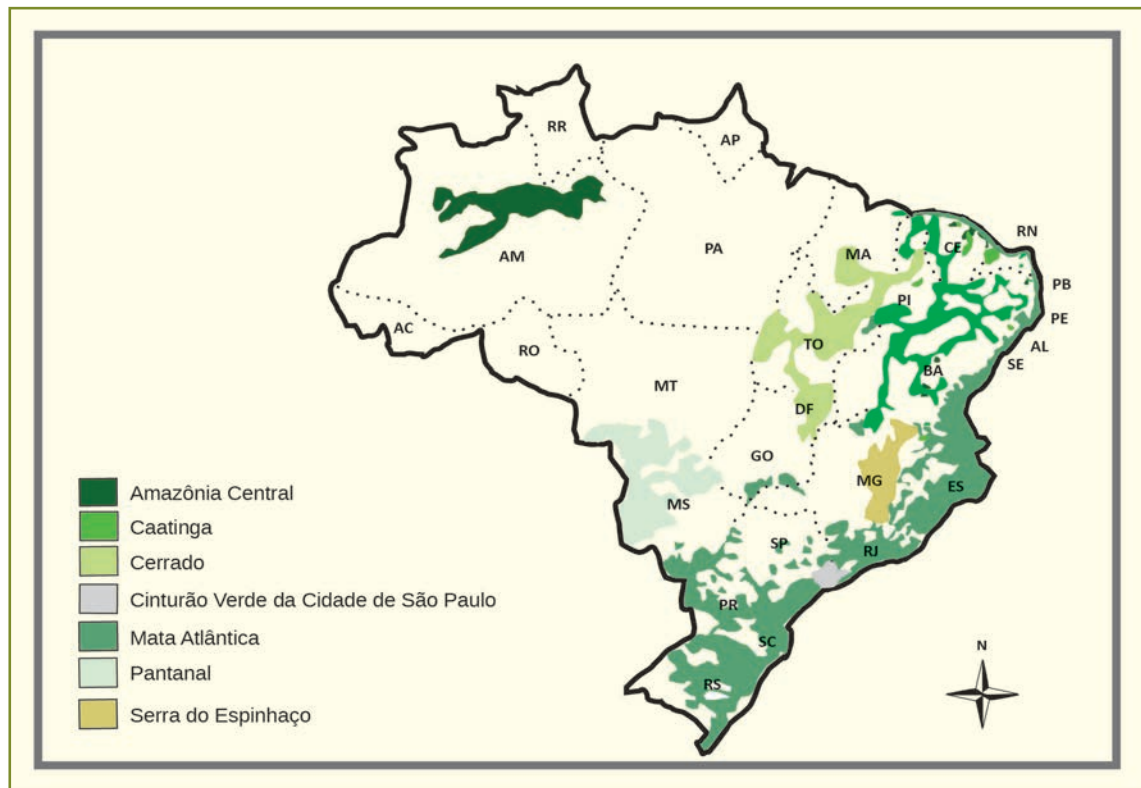 RR
AP
AM
PA
MA
CE
RN
PB
PI
PE
AL
AC
RO
TO
SE
BA
MT
DF
GO
MG
MS
ES
SP
RJ
PR
SC
RS
Amazônia Central
Caatinga
Cerrado
Cinturão Verde da Cidade de São Paulo
Mata Atlântica
Pantanal
Serra do Espinhaço
N